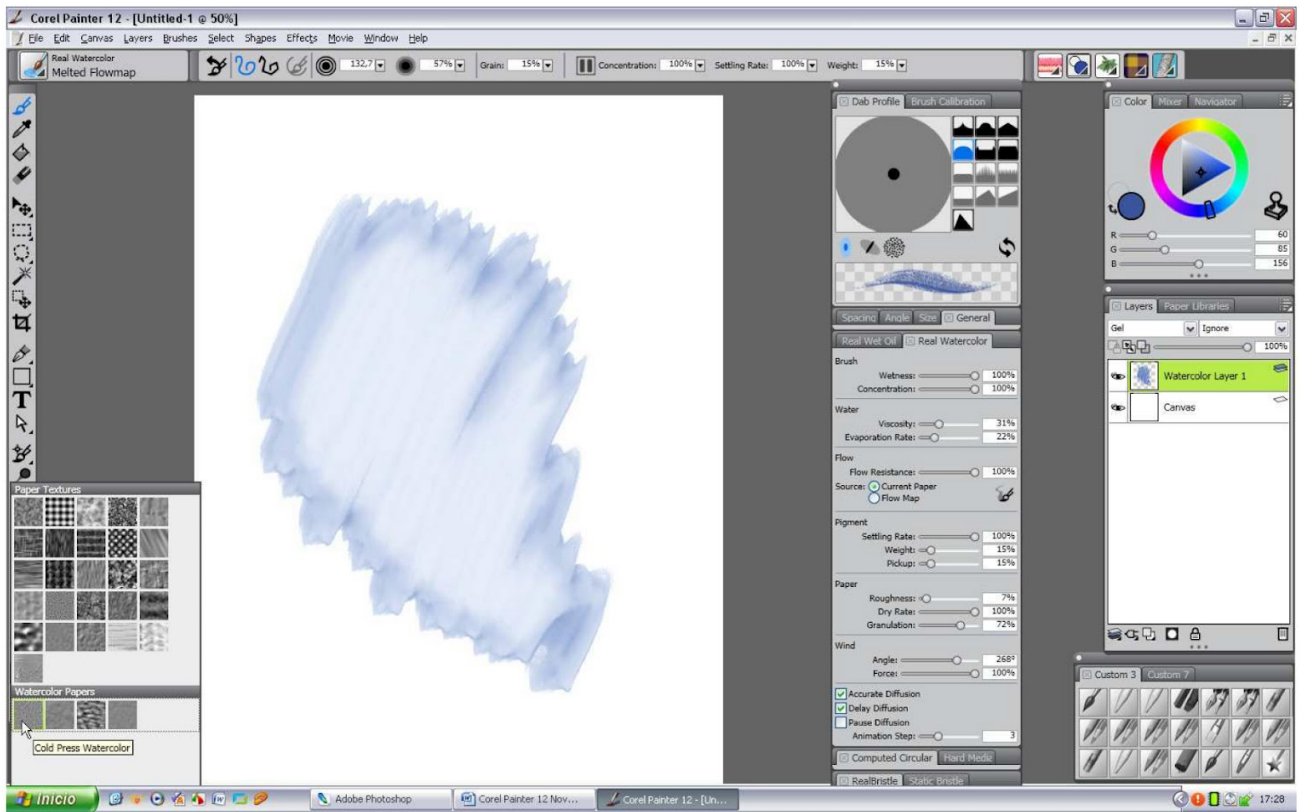 Corel Painter 12 - [Untitled-1 @ 50%]
File Edit Canvas Layers Brushes Select Shapes Effects Movie Window Help
Real Watercolor
Melted Flowmap
132,7 57% Grain: 15% Concentration: 100% Settling Rate: 100% Weight: 15%
Dab Profile Brush Calibration
Spacing Angle Size General
Real Wet Oil Real Watercolor
Brush
Wetness: 100%
Concentration: 100%
Water
Viscosity: 31%
Evaporation Rate: 22%
Flow
Flow Resistance: 100%
Source: Current Paper
Flow Map
Pigment
Settling Rate: 100%
Weight: 15%
Pickup: 15%
Paper
Roughness: 7%
Dry Rate: 100%
Granulation: 72%
Wind
Angle: 268°
Force: 100%
Accurate Diffusion
Delay Diffusion
Pause Diffusion
Animation Step: 3
Computed Circular Hard Media
RealBristle Static Bristle
Color Mixer Navigator
R 60
G 85
B 156
Layers Paper Libraries
Gel Ignore
100%
Watercolor Layer 1
Canvas
Custom 3 Custom 7
T
Paper Textures
Watercolor Papers
Cold Press Watercolor
Inicio Adobe Photoshop Corel Painter 12 Nov... Corel Painter 12 - [Un... 17:28